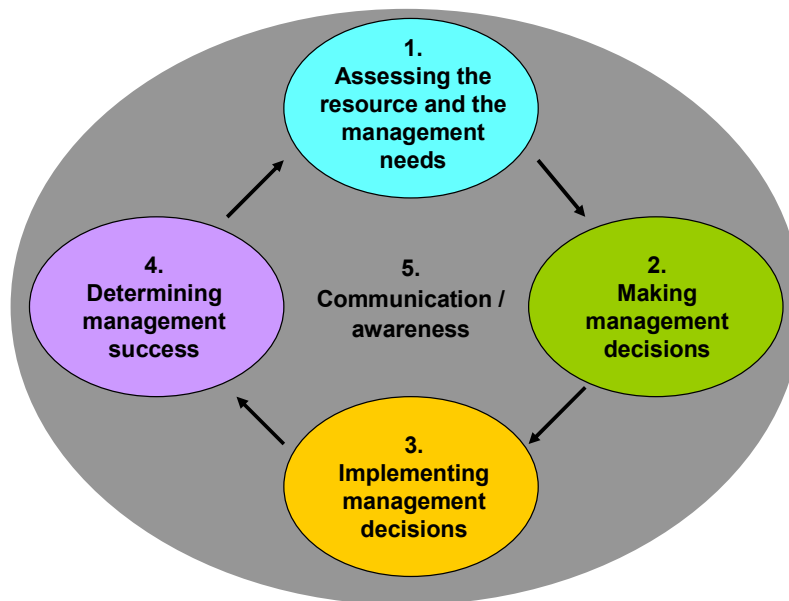 1.
Assessing the
resource and the
management
needs
2.
Making
management
decisions
3.
Implementing
management
decisions
4.
Determining
management
success
5.
Communication /
awareness